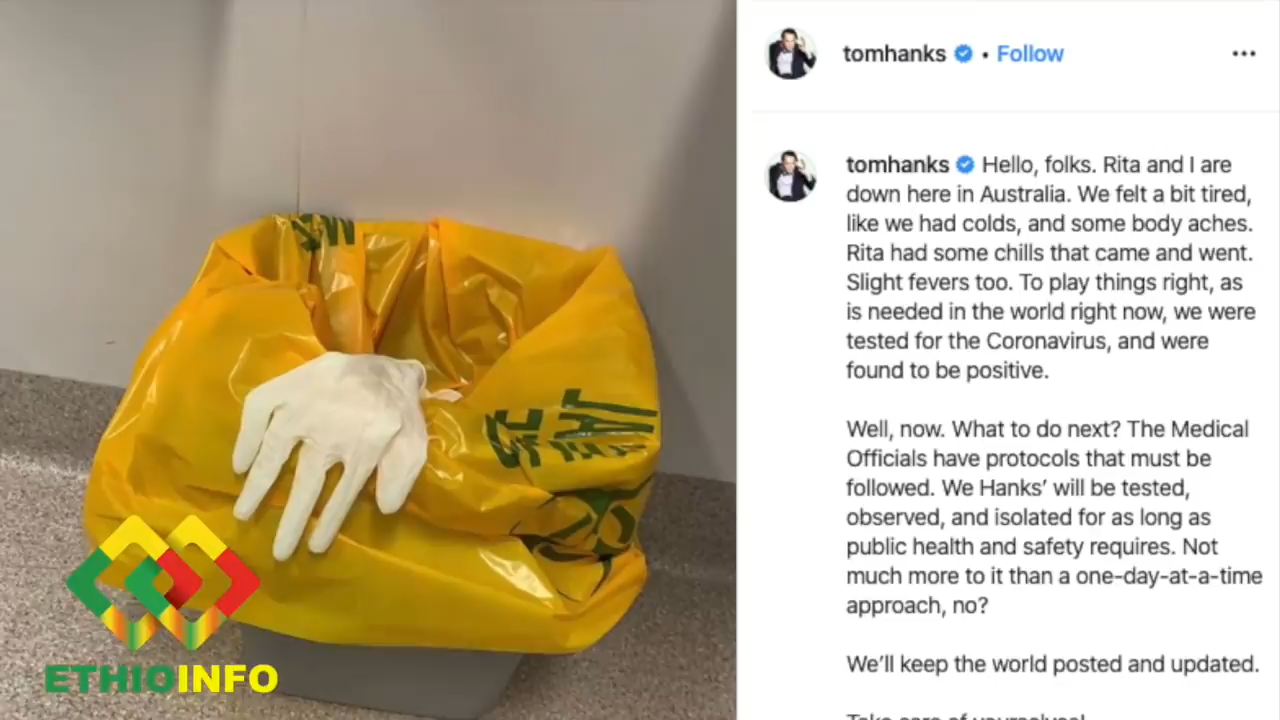 tomhanks • Follow
tomhanks Hello, folks. Rita and I are
down here in Australia. We felt a bit tired,
like we had colds, and some body aches.
Rita had some chills that came and went.
Slight fevers too. To play things right, as
is needed in the world right now, we were
tested for the Coronavirus, and were
found to be positive.
Well, now. What to do next? The Medical
Officials have protocols that must be
followed. We Hanks’ will be tested,
observed, and isolated for as long as
public health and safety requires. Not
much more to it than a one-day-at-a-time
approach, no?
We’ll keep the world posted and updated.
Take care of yourselves!
ETHIOINFO